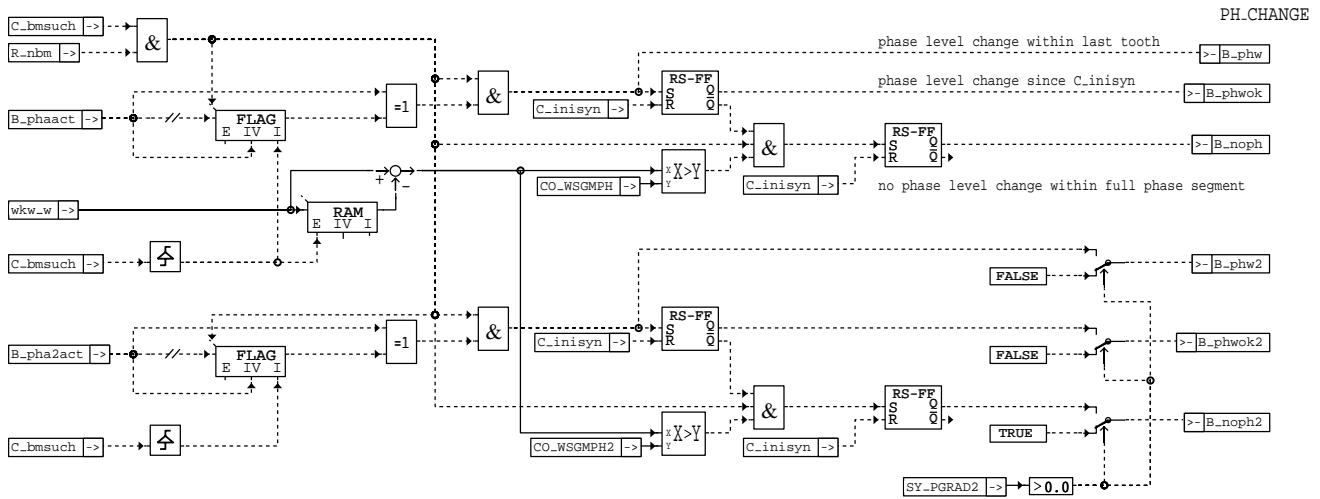 PH_CHANGE
C_bmsuch ->
R_nbm ->
&
phase level change within last tooth
>- B_phw
RS-FF
S Q
R Q̅
&
=1
phase level change since C_inisyn
>- B_phwok
C_inisyn ->
B_phaact ->
//
FLAG
E IV I
RS-FF
S Q
R Q̅
&
>- B_noph
X>Y
X
Y
CO_WSGMPH ->
C_inisyn ->
no phase level change within full phase segment
+
−
wkw_w ->
RAM
E IV I
C_bmsuch ->
FALSE
>- B_phw2
RS-FF
S Q
R Q̅
&
=1
C_inisyn ->
B_pha2act ->
//
FLAG
E IV I
FALSE
>- B_phwok2
RS-FF
S Q
R Q̅
&
>- B_noph2
X>Y
X
Y
TRUE
C_bmsuch ->
CO_WSGMPH2 ->
C_inisyn ->
SY_PGRAD2 ->
>0.0